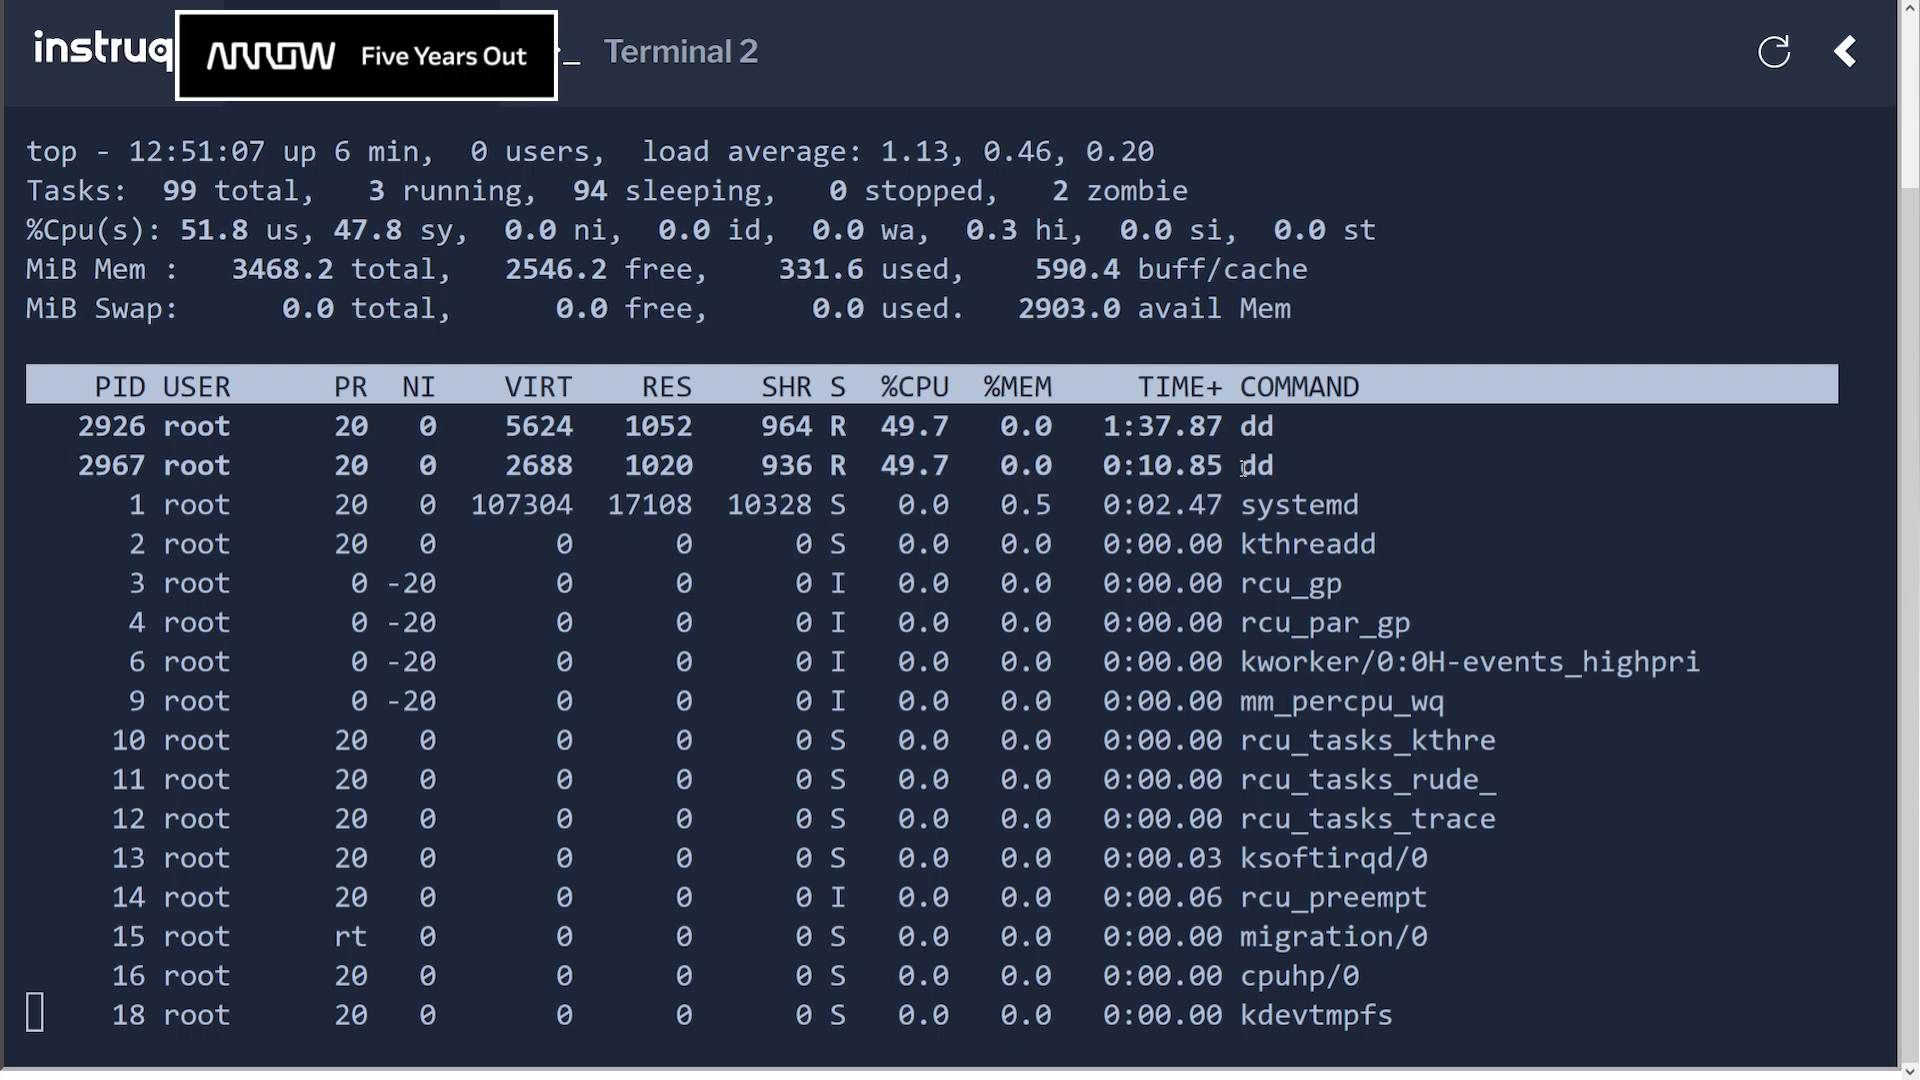 instruq
ARROW Five Years Out
_ Terminal 2
top - 12:51:07 up 6 min,  0 users,  load average: 1.13, 0.46, 0.20
Tasks:  99 total,   3 running,  94 sleeping,   0 stopped,   2 zombie
%Cpu(s): 51.8 us, 47.8 sy,  0.0 ni,  0.0 id,  0.0 wa,  0.3 hi,  0.0 si,  0.0 st
MiB Mem :   3468.2 total,   2546.2 free,    331.6 used,    590.4 buff/cache
MiB Swap:      0.0 total,      0.0 free,      0.0 used.   2903.0 avail Mem
PID USER      PR  NI    VIRT    RES    SHR S  %CPU  %MEM     TIME+ COMMAND
2926 root      20   0    5624   1052    964 R  49.7   0.0   1:37.87 dd
2967 root      20   0    2688   1020    936 R  49.7   0.0   0:10.85 dd
1 root      20   0  107304  17108  10328 S   0.0   0.5   0:02.47 systemd
2 root      20   0       0      0      0 S   0.0   0.0   0:00.00 kthreadd
3 root       0 -20       0      0      0 I   0.0   0.0   0:00.00 rcu_gp
4 root       0 -20       0      0      0 I   0.0   0.0   0:00.00 rcu_par_gp
6 root       0 -20       0      0      0 I   0.0   0.0   0:00.00 kworker/0:0H-events_highpri
9 root       0 -20       0      0      0 I   0.0   0.0   0:00.00 mm_percpu_wq
10 root      20   0       0      0      0 S   0.0   0.0   0:00.00 rcu_tasks_kthre
11 root      20   0       0      0      0 S   0.0   0.0   0:00.00 rcu_tasks_rude_
12 root      20   0       0      0      0 S   0.0   0.0   0:00.00 rcu_tasks_trace
13 root      20   0       0      0      0 S   0.0   0.0   0:00.03 ksoftirqd/0
14 root      20   0       0      0      0 I   0.0   0.0   0:00.06 rcu_preempt
15 root      rt   0       0      0      0 S   0.0   0.0   0:00.00 migration/0
16 root      20   0       0      0      0 S   0.0   0.0   0:00.00 cpuhp/0
18 root      20   0       0      0      0 S   0.0   0.0   0:00.00 kdevtmpfs